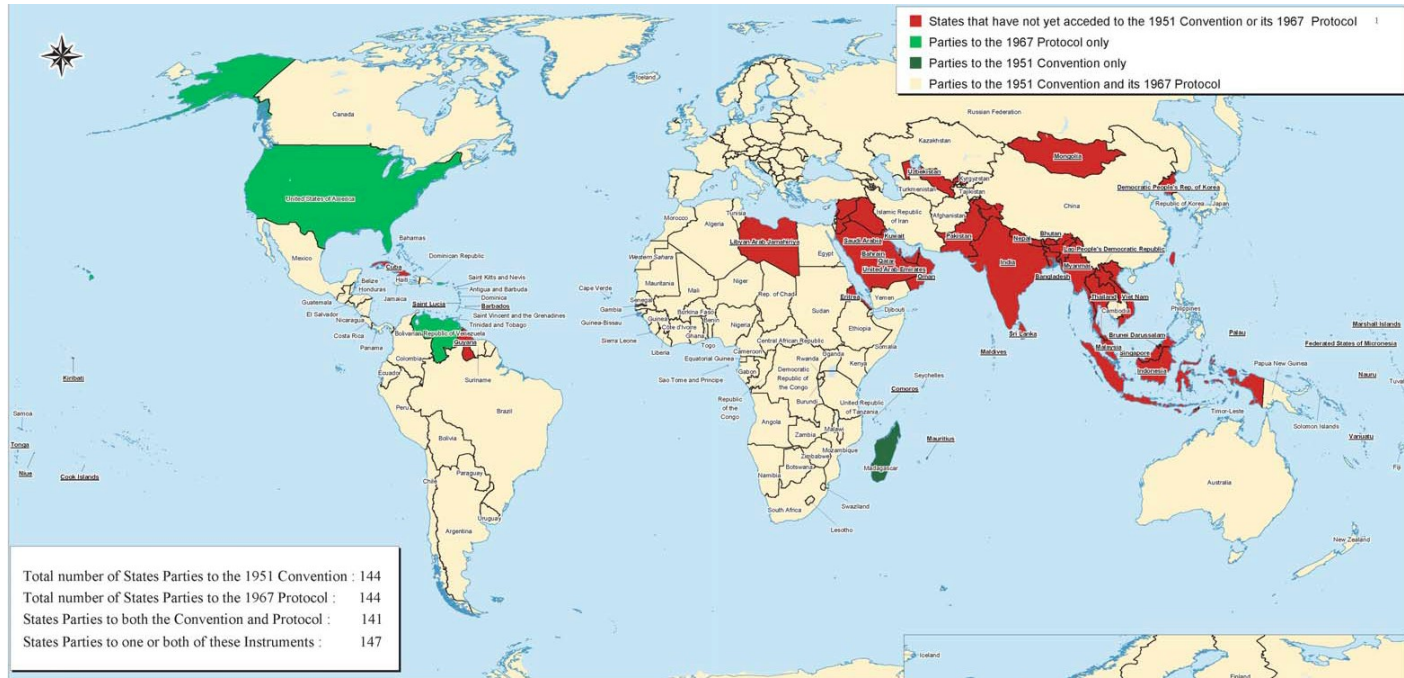 States that have not yet acceded to the 1951 Convention or its 1967 Protocol 1
Parties to the 1967 Protocol only
Parties to the 1951 Convention only
Parties to the 1951 Convention and its 1967 Protocol
Iceland
Canada
Russian Federation
Kazakhstan
Mongolia
Uzbekistan
Kyrgyzstan
Turkmenistan
Tajikistan
Democratic People's Rep. of Korea
United States of America
China
Republic of Korea
Japan
Tunisia
Morocco
Algeria
Islamic Republic of Iran
Afghanistan
Bahamas
Libyan Arab Jamahiriya
Egypt
Kuwait
Saudi Arabia
Pakistan
Nepal
Bhutan
Lao People's Democratic Republic
Mexico
Dominican Republic
Western Sahara
Bahrain
Qatar
United Arab Emirates
Oman
India
Myanmar
Bangladesh
Cuba
Haiti
Belize
Honduras
Jamaica
Saint Kitts and Nevis
Antigua and Barbuda
Dominica
Mauritania
Mali
Niger
Rep. of Chad
Sudan
Eritrea
Yemen
Thailand
Viet Nam
Cambodia
Philippines
Guatemala
El Salvador
Nicaragua
Costa Rica
Panama
Saint Lucia
Barbados
Saint Vincent and the Grenadines
Trinidad and Tobago
Cape Verde
Senegal
Gambia
Guinea-Bissau
Guinea
Sierra Leone
Liberia
Côte d'Ivoire
Burkina Faso
Ghana
Togo
Benin
Nigeria
Djibouti
Ethiopia
Somalia
Sri Lanka
Maldives
Brunei Darussalam
Malaysia
Singapore
Indonesia
Palau
Marshall Islands
Federated States of Micronesia
Bolivarian Republic of Venezuela
Guyana
Colombia
Suriname
Ecuador
Equatorial Guinea
Sao Tome and Principe
Cameroon
Central African Republic
Gabon
Republic of the Congo
Democratic Republic of the Congo
Rwanda
Uganda
Kenya
Burundi
United Republic of Tanzania
Seychelles
Comoros
Papua New Guinea
Nauru
Kiribati
Tuval
Solomon Islands
Timor-Leste
Samoa
Peru
Brazil
Angola
Zambia
Malawi
Mozambique
Zimbabwe
Madagascar
Mauritius
Vanuatu
Tonga
Niue
Cook Islands
Bolivia
Paraguay
Chile
Namibia
Botswana
Swaziland
South Africa
Lesotho
Australia
Fiji
Uruguay
Argentina
New Zealand
Total number of States Parties to the 1951 Convention : 144
Total number of States Parties to the 1967 Protocol : 144
States Parties to both the Convention and Protocol : 141
States Parties to one or both of these Instruments : 147
Iceland
Finland